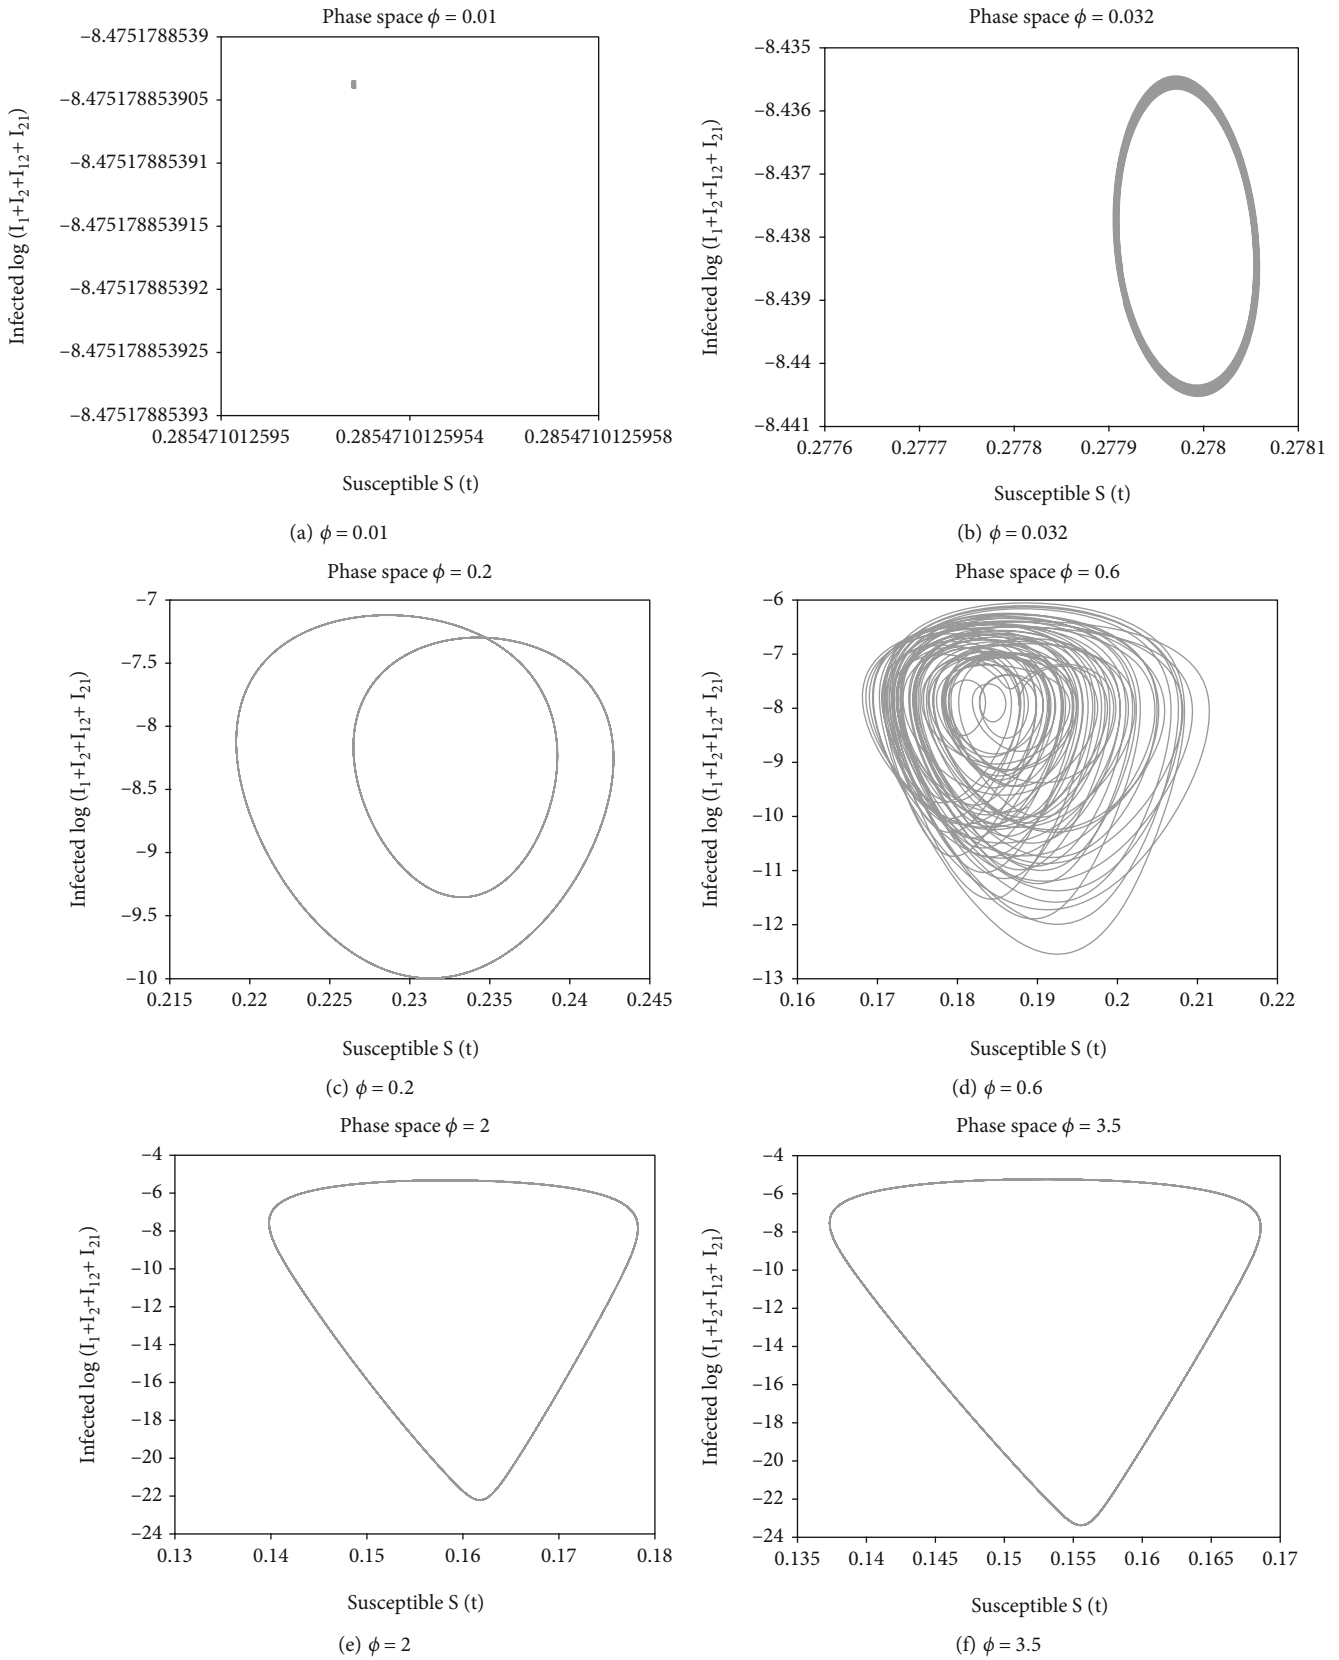 Phase space ϕ = 0.01
Infected log (I1+I2+I12+ I21)
−8.4751788539
−8.475178853905
−8.47517885391
−8.475178853915
−8.47517885392
−8.475178853925
−8.47517885393
0.285471012595 0.2854710125954 0.2854710125958
Susceptible S (t)
(a) ϕ = 0.01
Phase space ϕ = 0.032
Infected log (I1+I2+I12+ I21)
−8.435
−8.436
−8.437
−8.438
−8.439
−8.44
−8.441
0.2776 0.2777 0.2778 0.2779 0.278 0.2781
Susceptible S (t)
(b) ϕ = 0.032
Phase space ϕ = 0.2
Infected log (I1+I2+I12+ I21)
−7
−7.5
−8
−8.5
−9
−9.5
−10
0.215 0.22 0.225 0.23 0.235 0.24 0.245
Susceptible S (t)
(c) ϕ = 0.2
Phase space ϕ = 0.6
Infected log (I1+I2+I12+ I21)
−6
−7
−8
−9
−10
−11
−12
−13
0.16 0.17 0.18 0.19 0.2 0.21 0.22
Susceptible S (t)
(d) ϕ = 0.6
Phase space ϕ = 2
Infected log (I1+I2+I12+ I21)
−4
−6
−8
−10
−12
−14
−16
−18
−20
−22
−24
0.13 0.14 0.15 0.16 0.17 0.18
Susceptible S (t)
(e) ϕ = 2
Phase space ϕ = 3.5
Infected log (I1+I2+I12+ I21)
−4
−6
−8
−10
−12
−14
−16
−18
−20
−22
−24
0.135 0.14 0.145 0.15 0.155 0.16 0.165 0.17
Susceptible S (t)
(f) ϕ = 3.5